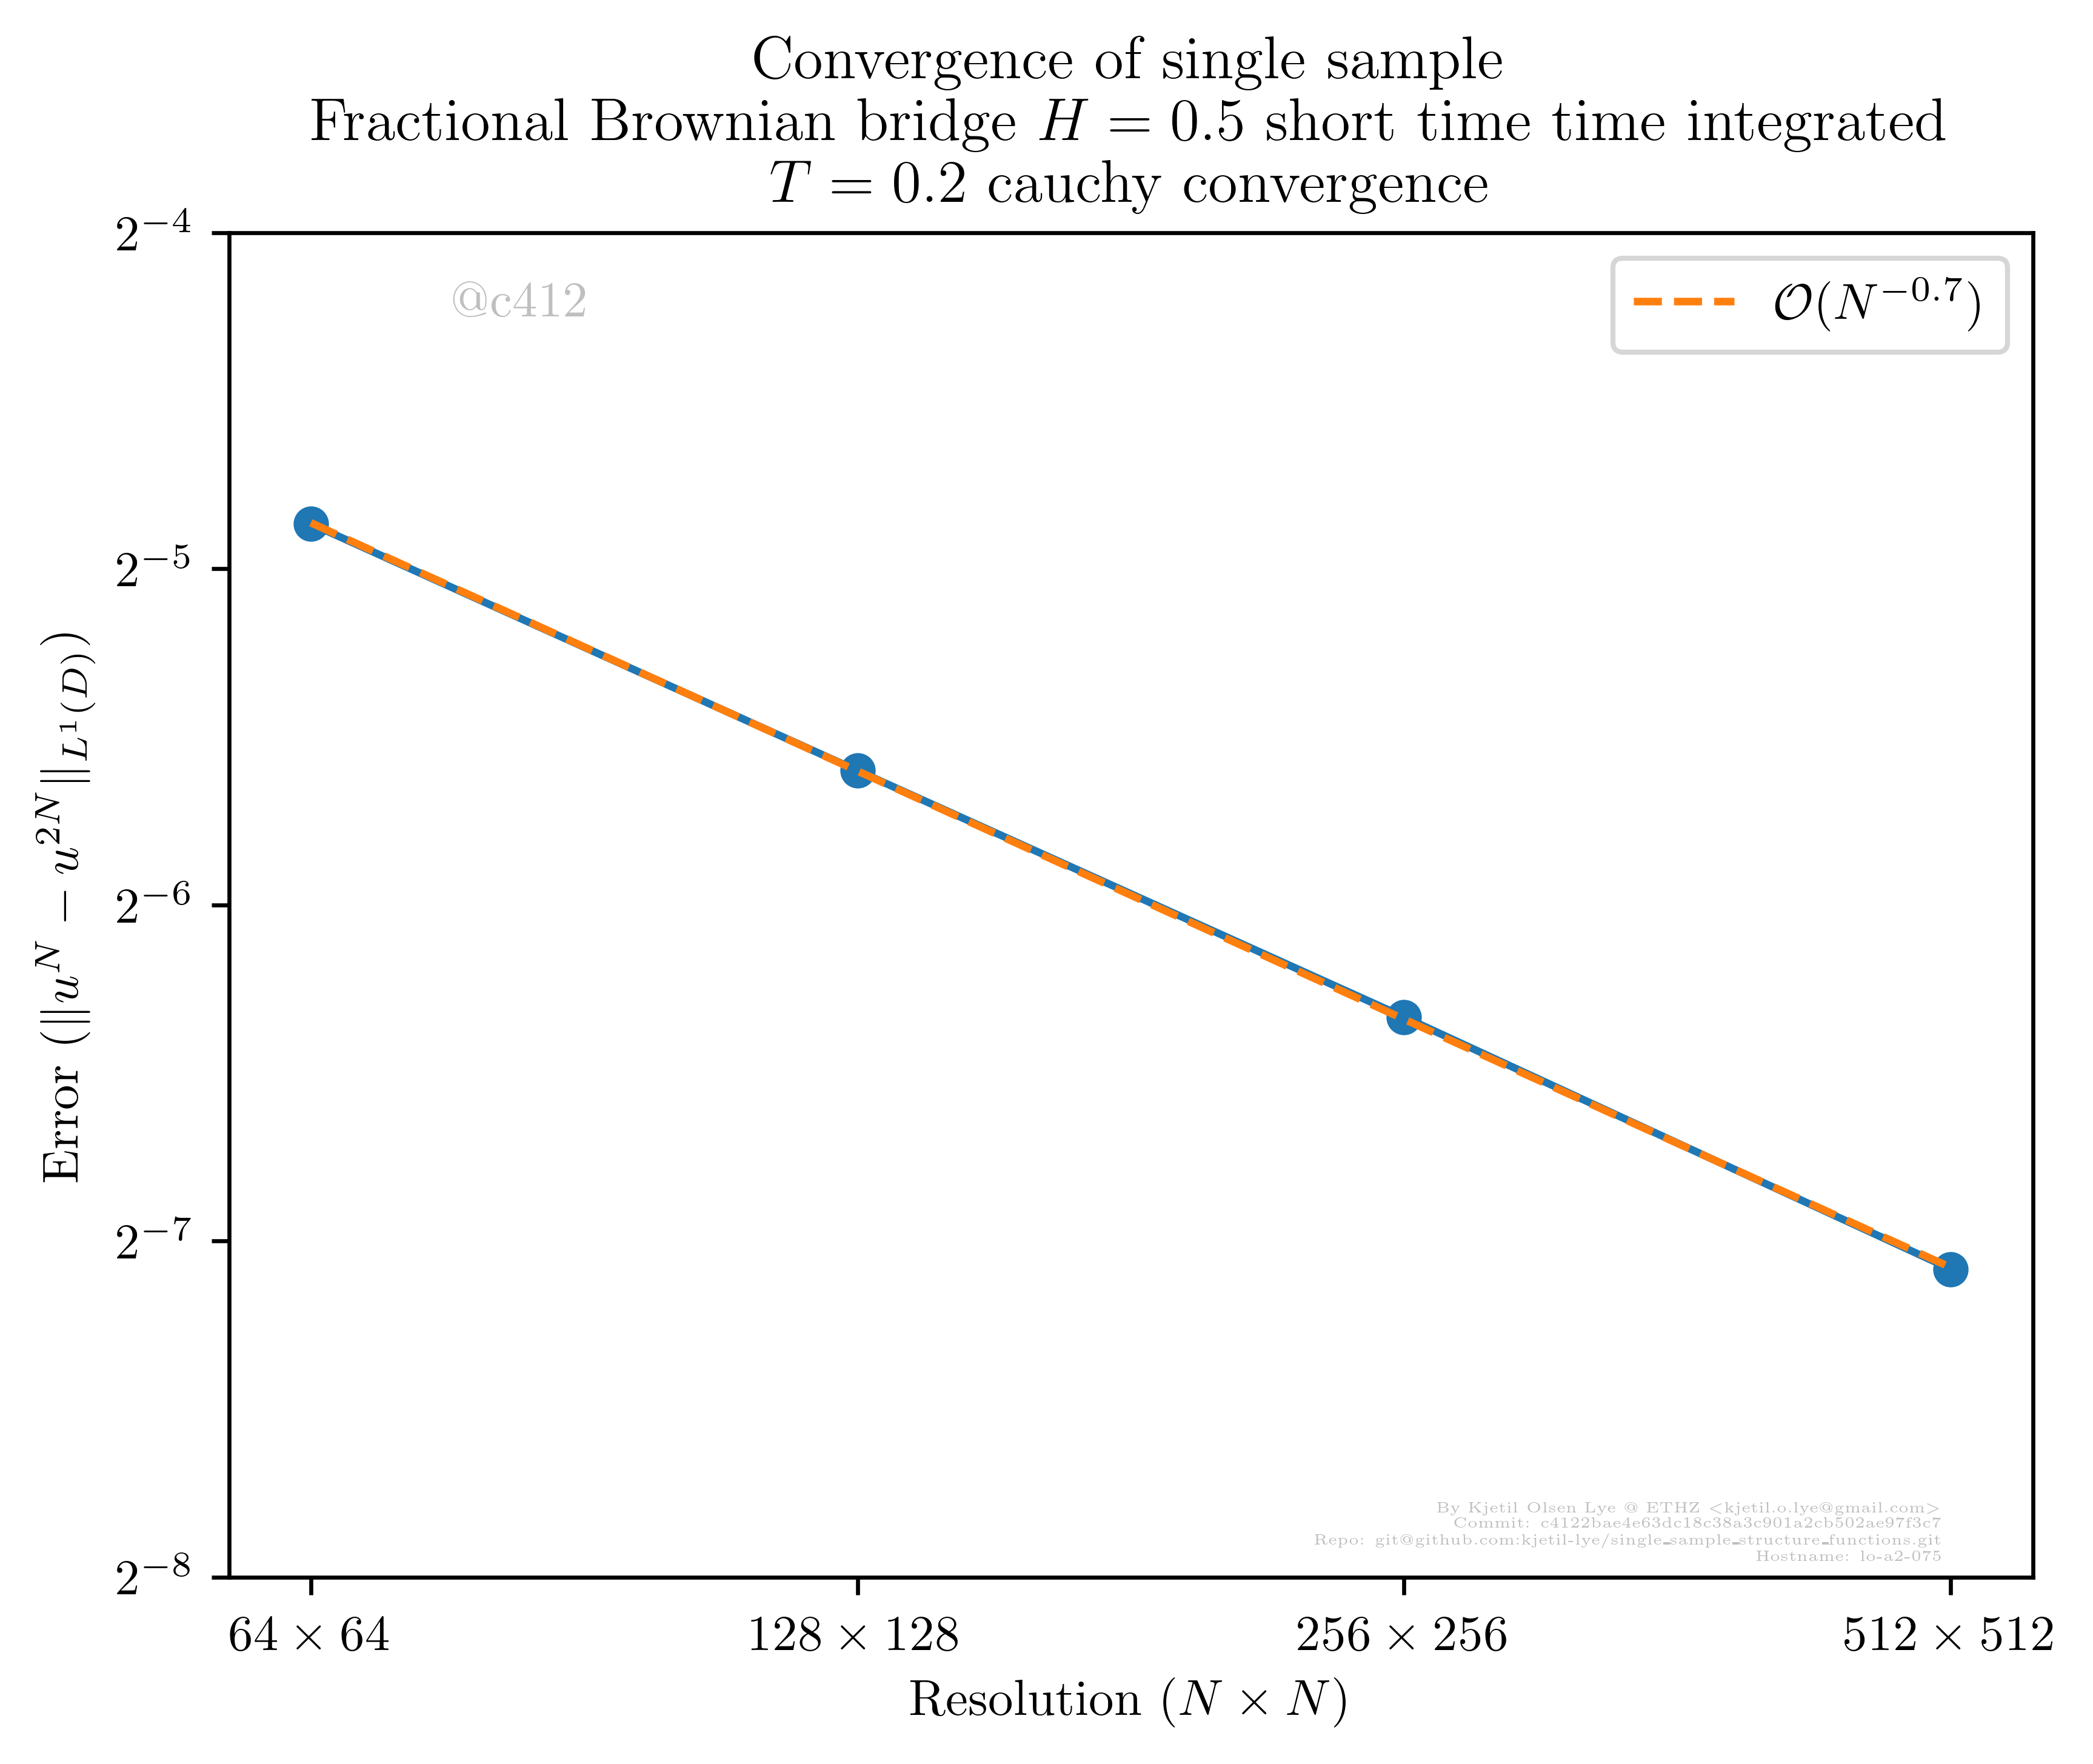 Convergence of single sample
Fractional Brownian bridge H = 0.5 short time time integrated
T = 0.2 cauchy convergence
2^{-4}
@c412
O(N^{-0.7})
2^{-5}
2^{-6}
2^{-7}
2^{-8}
Error (‖u^N − u^{2N}‖_{L^1(D)})
By Kjetil Olsen Lye @ ETHZ <kjetil.o.lye@gmail.com>
Commit: c4122bae4e63dc18c38a3c901a2cb502ae97f3c7
Repo: git@github.com:kjetil-lye/single_sample_structure_functions.git
Hostname: lo-a2-075
64 × 64
128 × 128
256 × 256
512 × 512
Resolution (N × N)